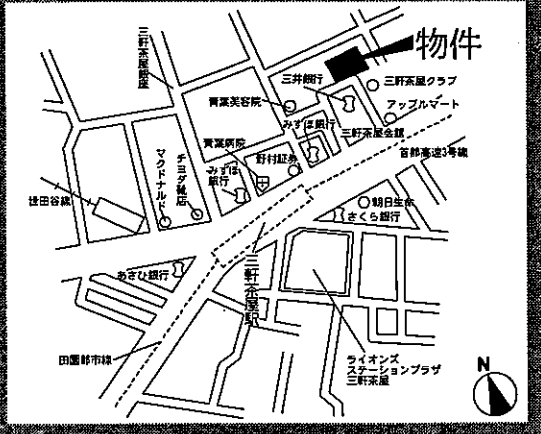 物件
三軒茶屋銀座
三井銀行
三軒茶屋クラブ
青葉美容院
アップルマート
みずほ銀行
三軒茶屋会館
首都高速3号線
青葉病院
野村証券
マクドナルド
チヨダ靴店
みずほ
銀行
世田谷線
朝日生命
さくら銀行
あさひ銀行
三軒茶屋駅
田園都市線
ライオンズ
ステーションプラザ
三軒茶屋
N